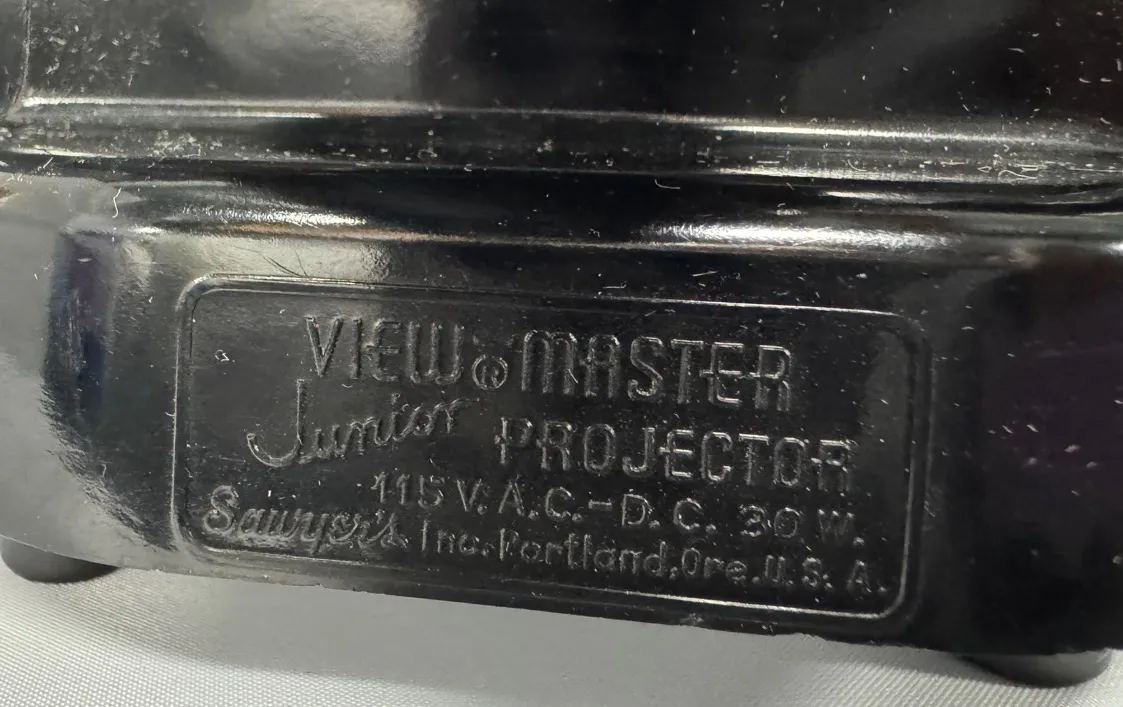 VIEW ® MASTER
Junior PROJECTOR
115 V. A.C.-D.C. 30 W.
Sawyer's Inc. Portland, Ore. U.S.A.